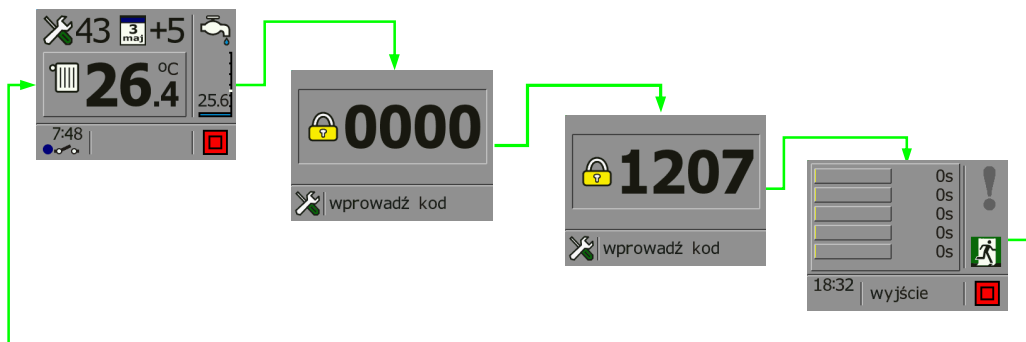 43 3 maj +5
26.4 °C
25.6
7:48
0000
wprowadź kod
1207
wprowadź kod
0s
0s
0s
0s
0s
18:32 wyjście